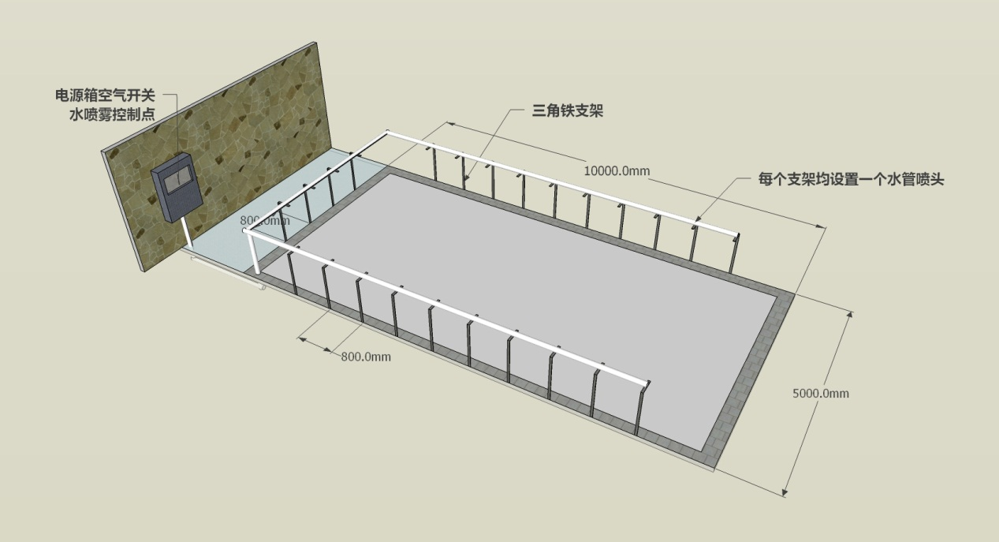 电源箱空气开关
水喷雾控制点
三角铁支架
10000.0mm
每个支架均设置一个水管喷头
800.0mm
800.0mm
5000.0mm